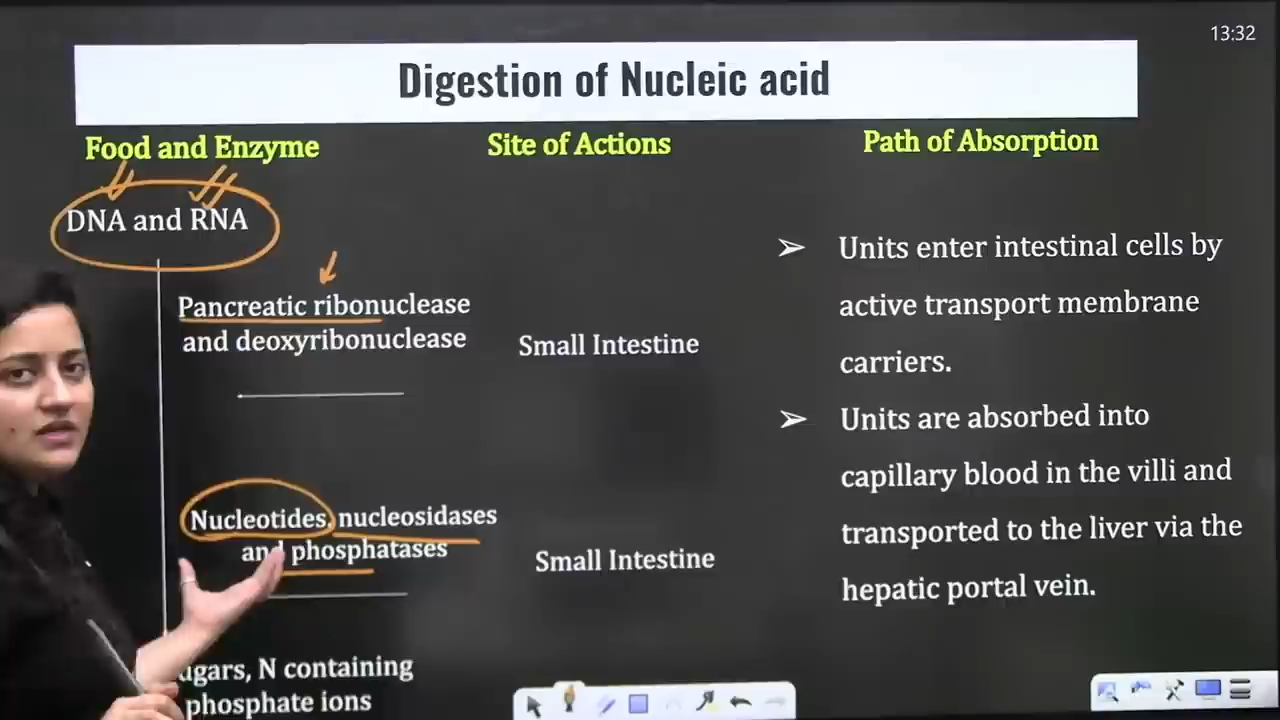 13:32
Digestion of Nucleic acid
Food and Enzyme
Site of Actions
Path of Absorption
DNA and RNA
Pancreatic ribonuclease
and deoxyribonuclease
Small Intestine
Nucleotides, nucleosidases
and phosphatases
Small Intestine
ugars, N containing
phosphate ions
➢ Units enter intestinal cells by
active transport membrane
carriers.
➢ Units are absorbed into
capillary blood in the villi and
transported to the liver via the
hepatic portal vein.